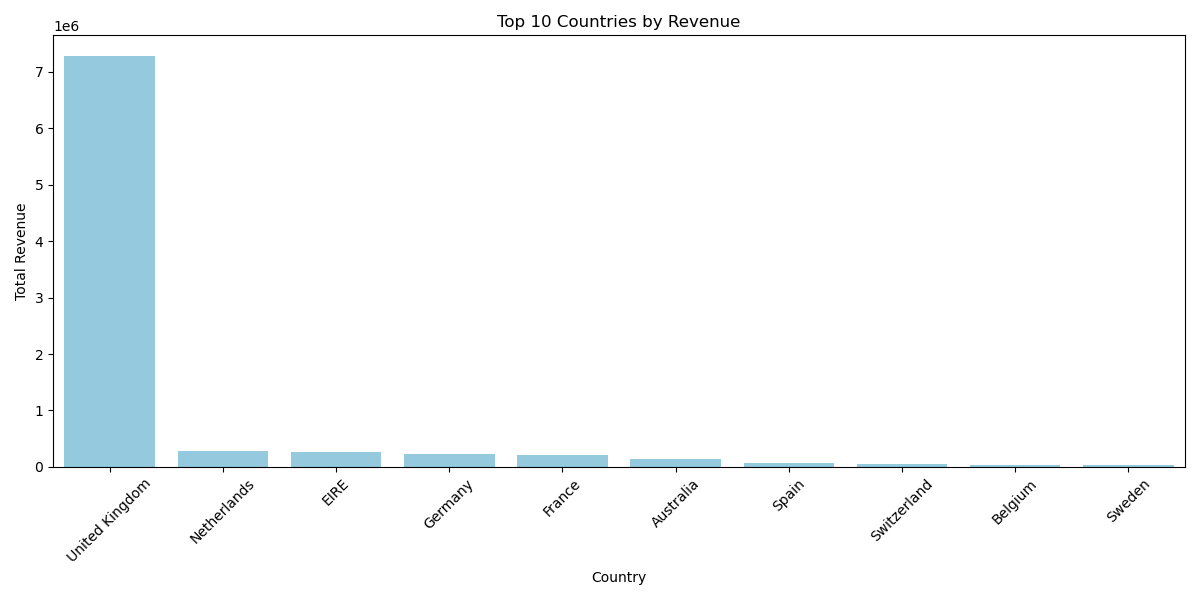 Top 10 Countries by Revenue
1e6
7
6
5
4
3
2
1
0
Total Revenue
United Kingdom
Netherlands
EIRE
Germany
France
Australia
Spain
Switzerland
Belgium
Sweden
Country